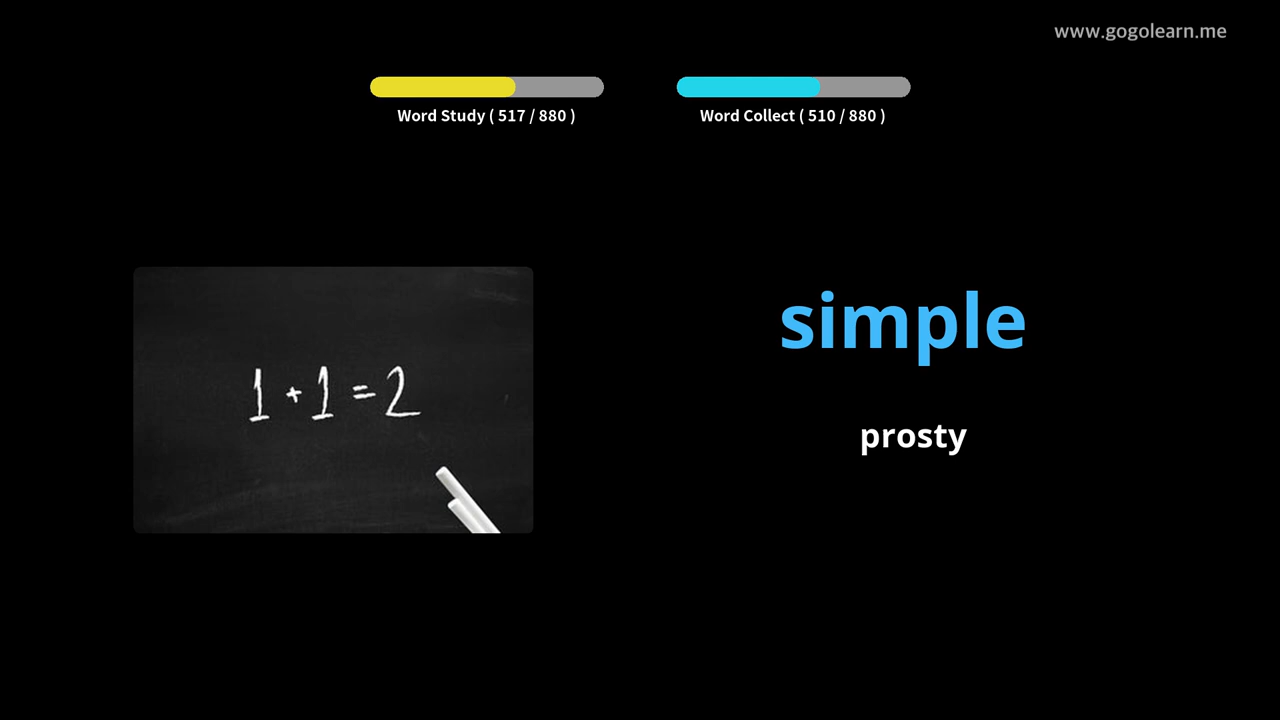 www.gogolearn.me
Word Study ( 517 / 880 )
Word Collect ( 510 / 880 )
1 + 1 = 2
simple
prosty